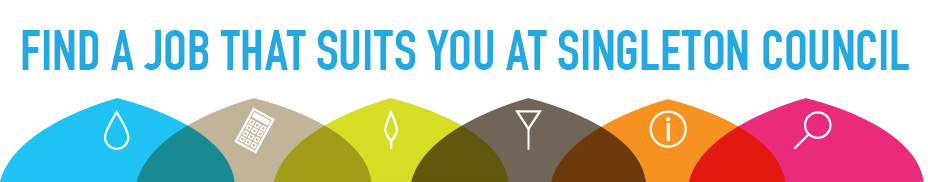 FIND A JOB THAT SUITS YOU AT SINGLETON COUNCIL